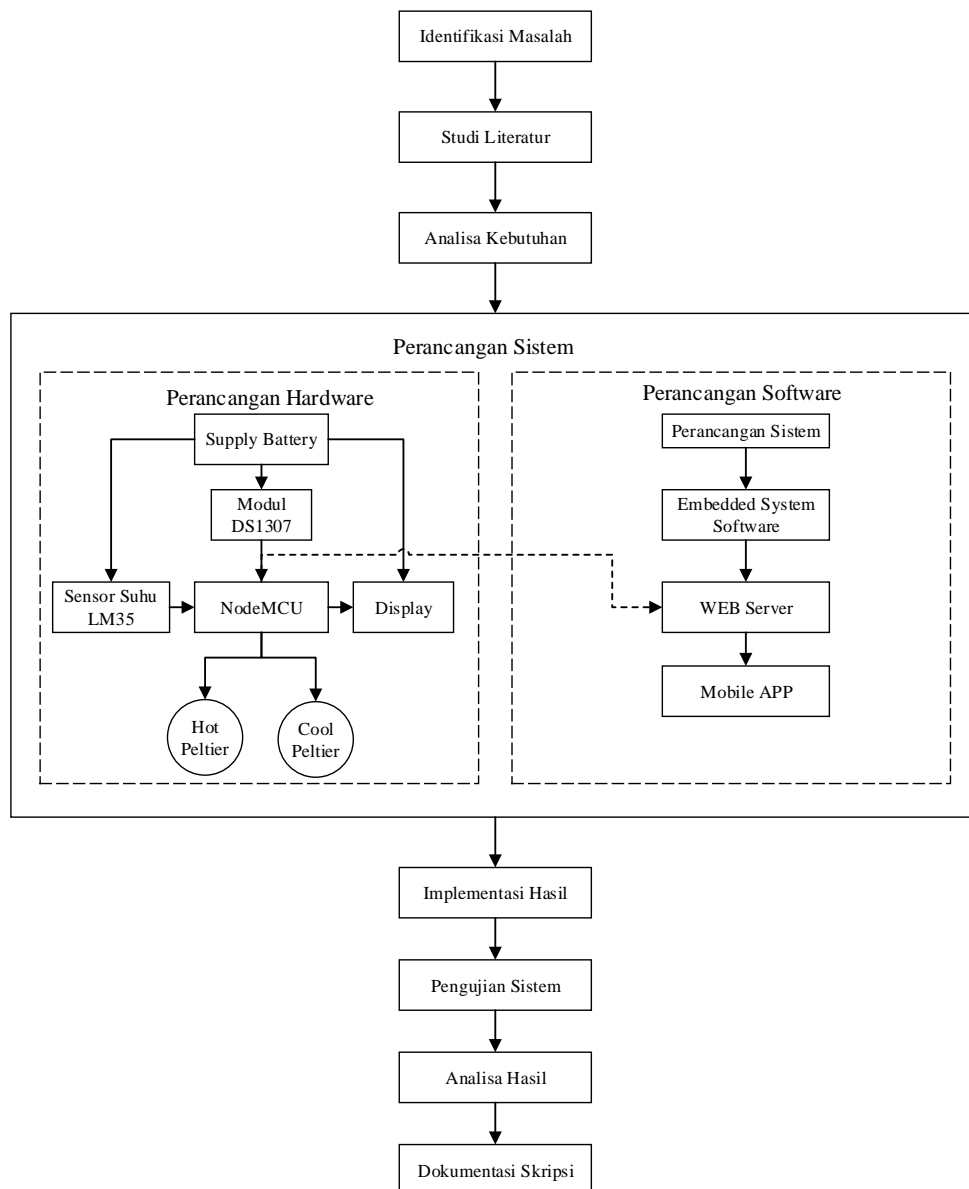 Identifikasi Masalah
Studi Literatur
Analisa Kebutuhan
Perancangan Sistem
Perancangan Hardware
Supply Battery
Modul
DS1307
Sensor Suhu
LM35
NodeMCU
Display
Hot
Peltier
Cool
Peltier
Perancangan Software
Perancangan Sistem
Embedded System
Software
WEB Server
Mobile APP
Implementasi Hasil
Pengujian Sistem
Analisa Hasil
Dokumentasi Skripsi